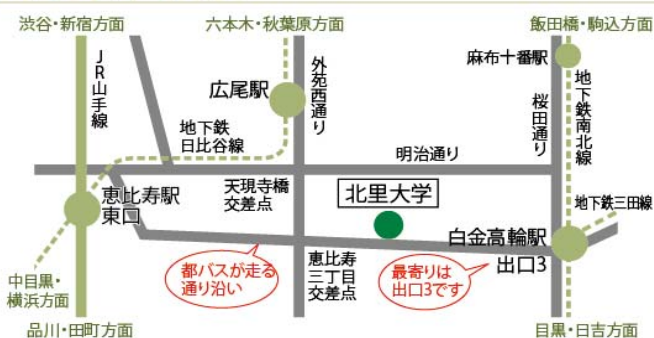 渋谷・新宿方面
六本木・秋葉原方面
飯田橋・駒込方面
JR山手線
外苑西通り
麻布十番駅
広尾駅
桜田通り
地下鉄南北線
地下鉄
日比谷線
明治通り
恵比寿駅
東口
天現寺橋
交差点
北里大学
地下鉄三田線
白金高輪駅
出口3
中目黒・
横浜方面
都バスが走る
通り沿い
恵比寿
三丁目
交差点
最寄りは
出口3です
品川・田町方面
目黒・日吉方面